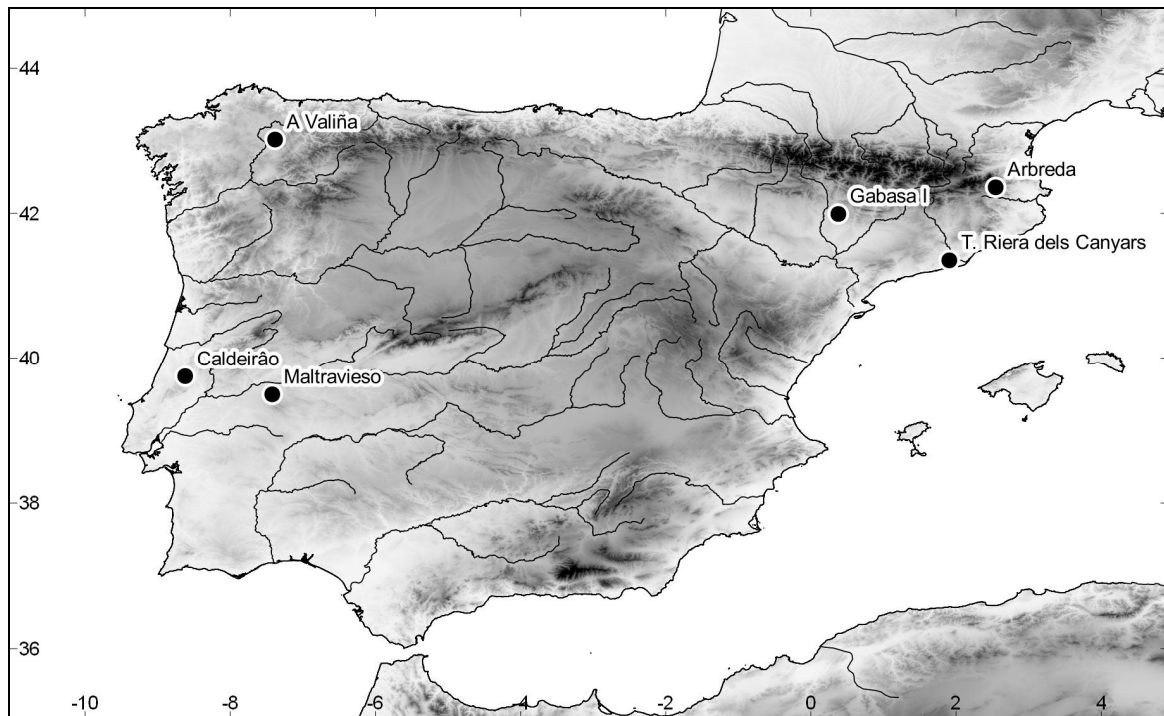 44
A Valiña
Arbreda
Gabasa I
42
T. Riera dels Canyars
40
Caldeirâo
Maltravieso
38
36
-10 -8 -6 -4 -2 0 2 4